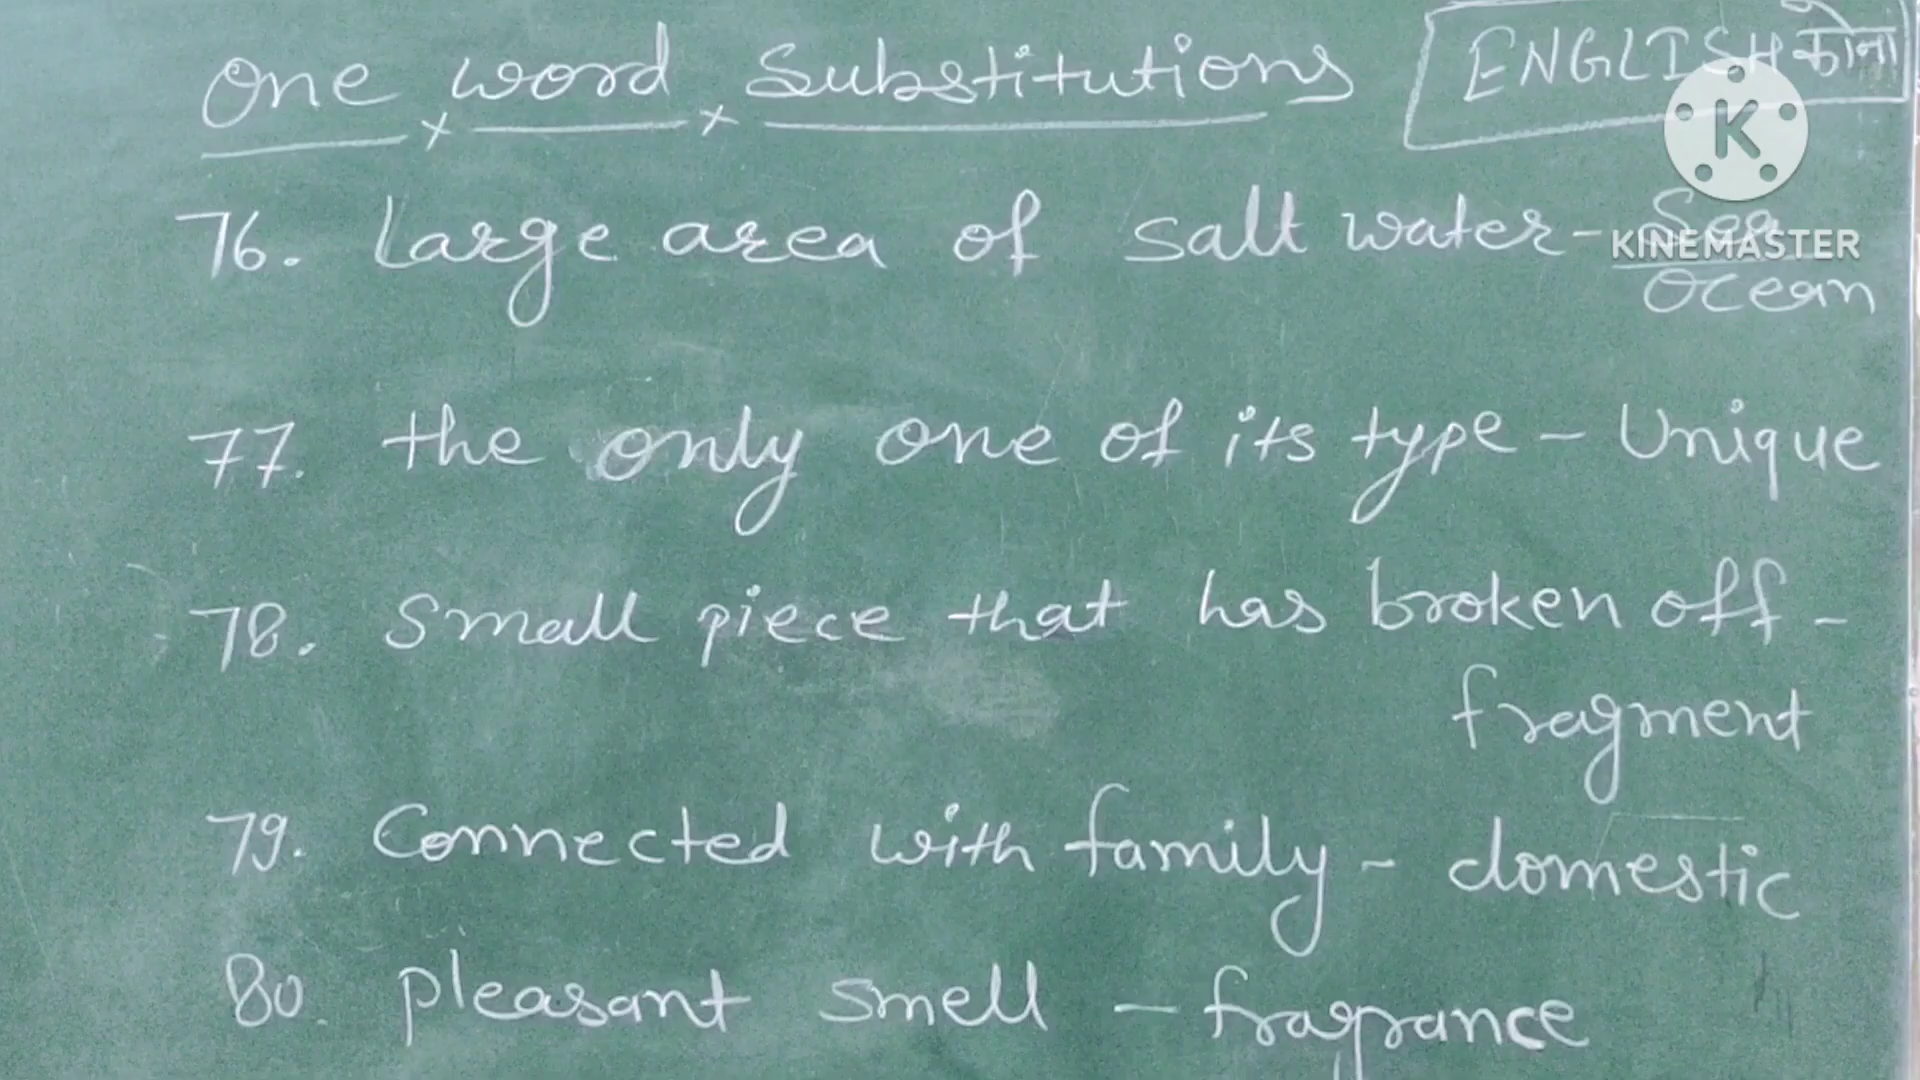 One word Substitutions
ENGLISH कोना
K
KINEMASTER
76. Large area of salt water - Sea
Ocean
77. the only one of its type - Unique
78. Small piece that has broken off -
fragment
79. Connected with family - domestic
80. pleasant smell - fragrance